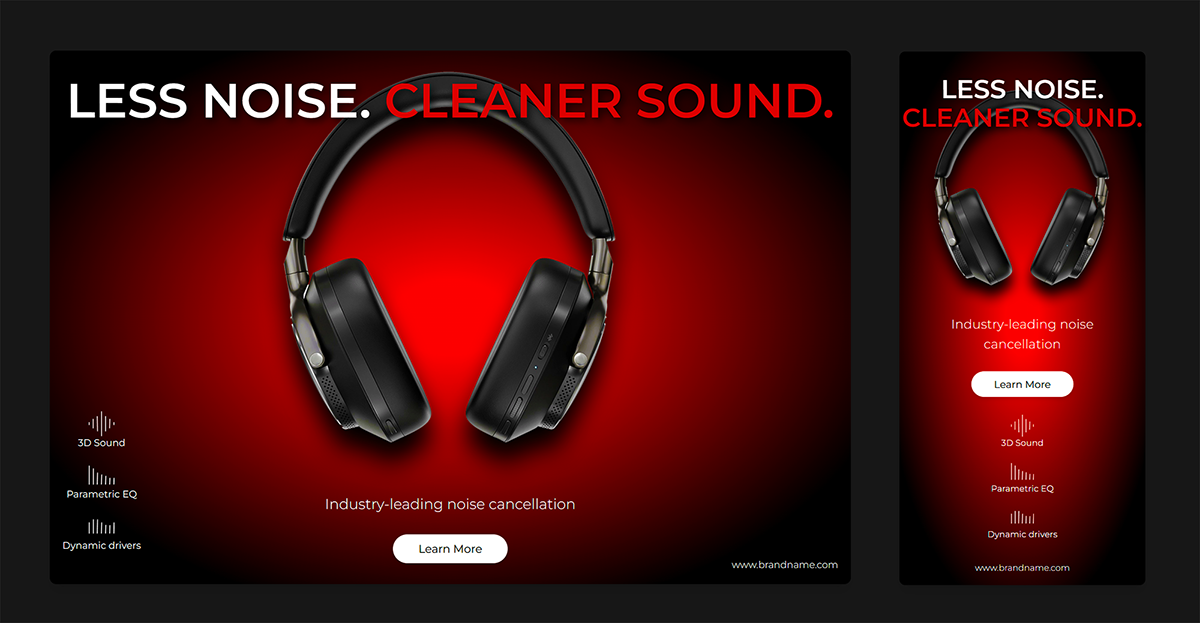 LESS NOISE. CLEANER SOUND.
3D Sound
Parametric EQ
Dynamic drivers
Industry-leading noise cancellation
Learn More
www.brandname.com
LESS NOISE.
CLEANER SOUND.
Industry-leading noise
cancellation
Learn More
3D Sound
Parametric EQ
Dynamic drivers
www.brandname.com